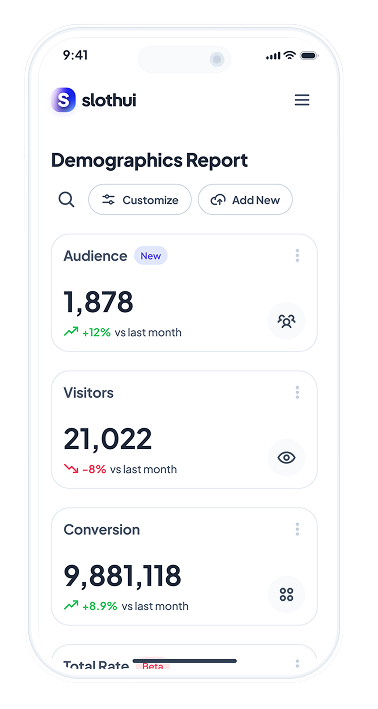 9:41
S slothui
Demographics Report
Customize
Add New
Audience New
1,878
+12% vs last month
Visitors
21,022
-8% vs last month
Conversion
9,881,118
+8.9% vs last month
Total Rate Beta